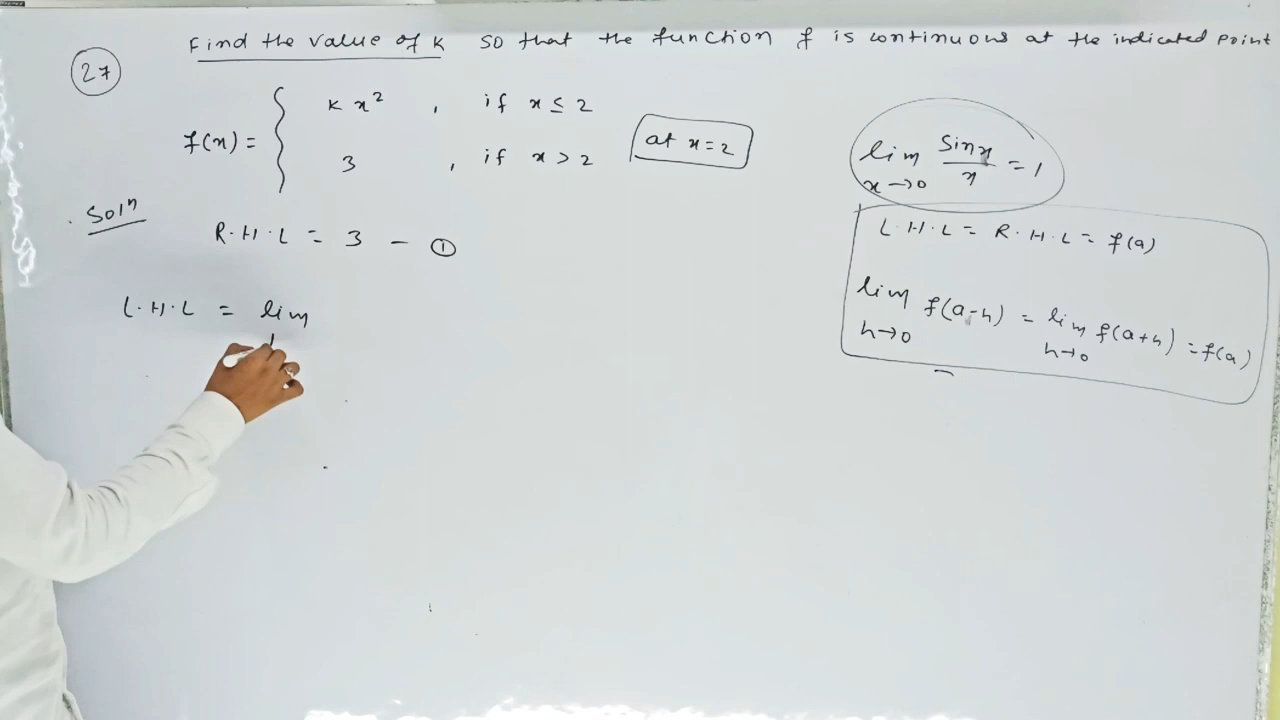 Find the value of k so that the function f is continuous at the indicated point
27
f(x) = { k x² , if x ≤ 2
3 , if x > 2
at x = 2
Solⁿ
R.H.L = 3 - ①
L.H.L = lim
lim x→0 sin x / x = 1
L.H.L = R.H.L = f(a)
lim h→0 f(a-h) = lim h→0 f(a+h) = f(a)